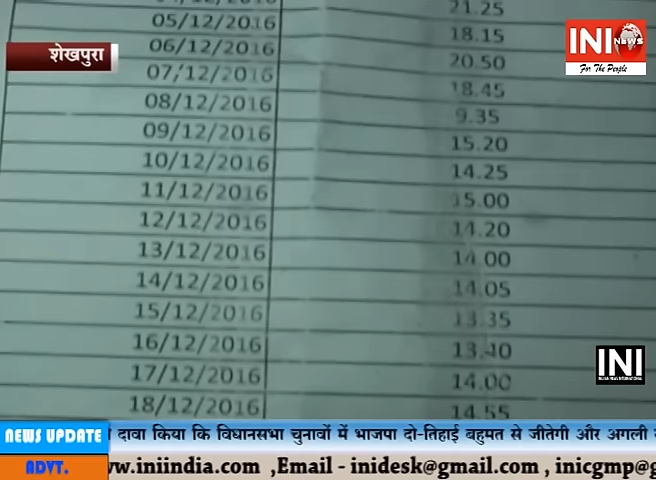 21.25
05/12/2016 18.15
06/12/2016 20.50
07/12/2016 18.45
08/12/2016 9.35
09/12/2016 15.20
10/12/2016 14.25
11/12/2016 15.00
12/12/2016 14.20
13/12/2016 14.00
14/12/2016 14.05
15/12/2016 13.35
16/12/2016 13.40
17/12/2016 14.00
18/12/2016 14.55
शेखपुरा
INI NEWS
For The People
INI
NEWS UPDATE दावा किया कि विधानसभा चुनावों में भाजपा दो-तिहाई बहुमत से जीतेगी और अगली
ADVT. www.iniindia.com ,Email - inidesk@gmail.com , inicgmp@g